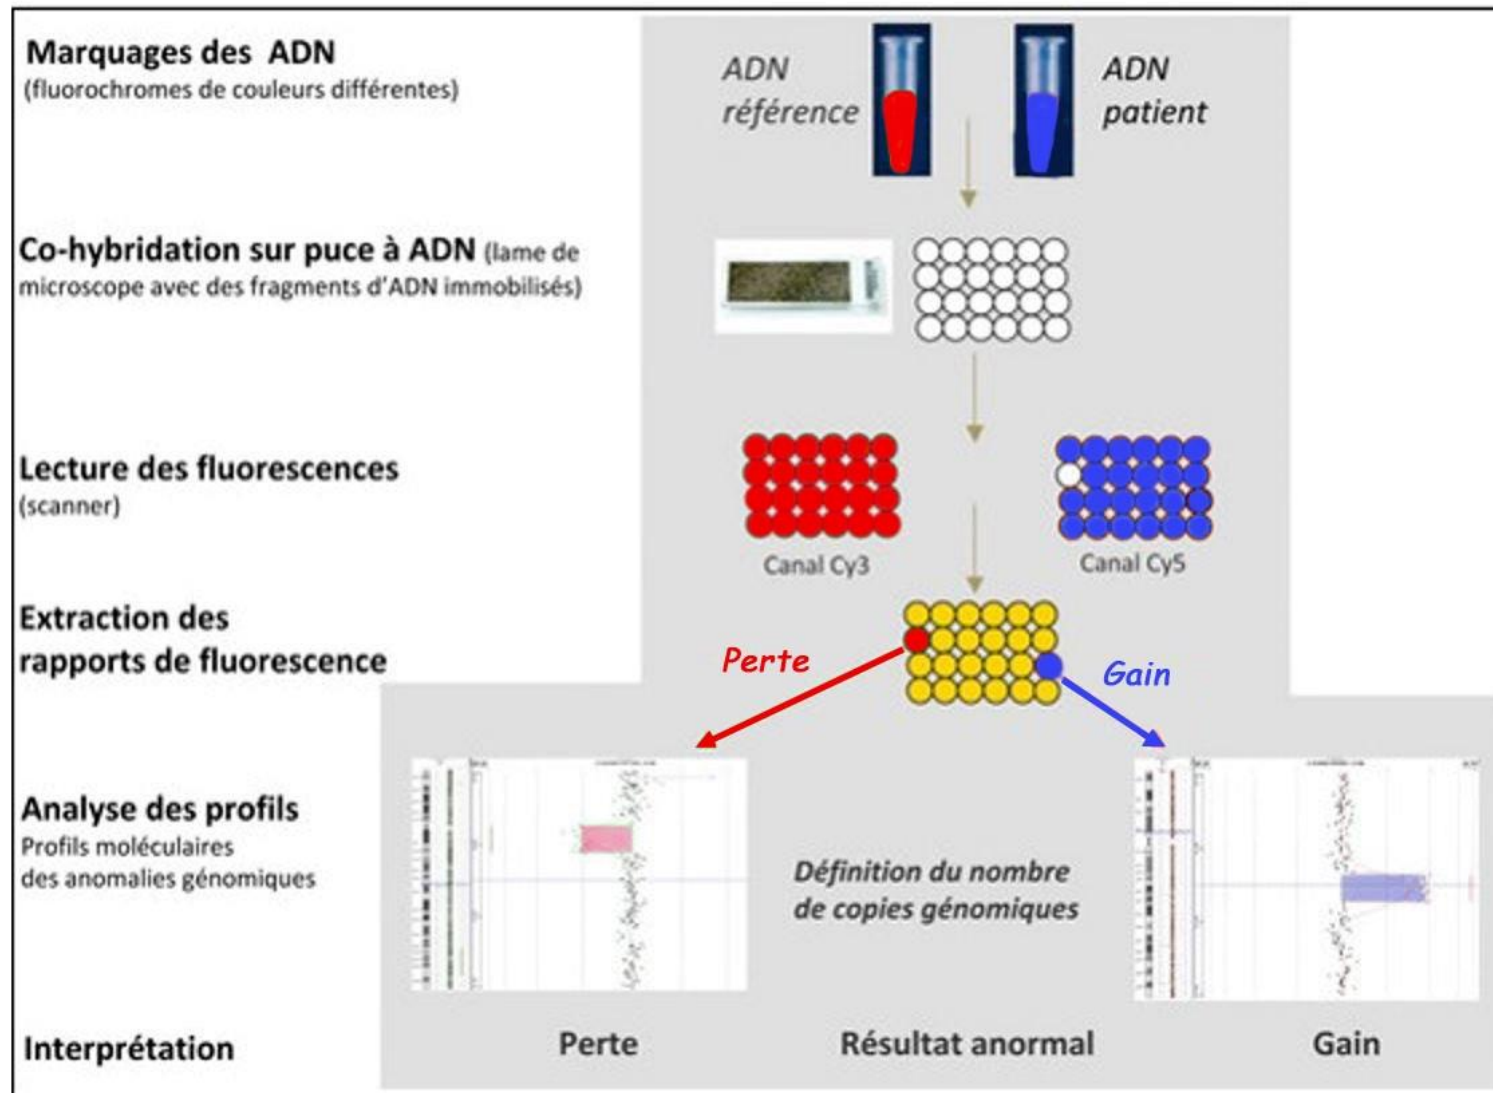 Marquages des ADN
(fluorochromes de couleurs différentes)
ADN
référence
ADN
patient
Co-hybridation sur puce à ADN (lame de
microscope avec des fragments d'ADN immobilisés)
Lecture des fluorescences
(scanner)
Canal Cy3
Canal Cy5
Extraction des
rapports de fluorescence
Perte
Gain
Analyse des profils
Profils moléculaires
des anomalies génomiques
Définition du nombre
de copies génomiques
Interprétation
Perte
Résultat anormal
Gain